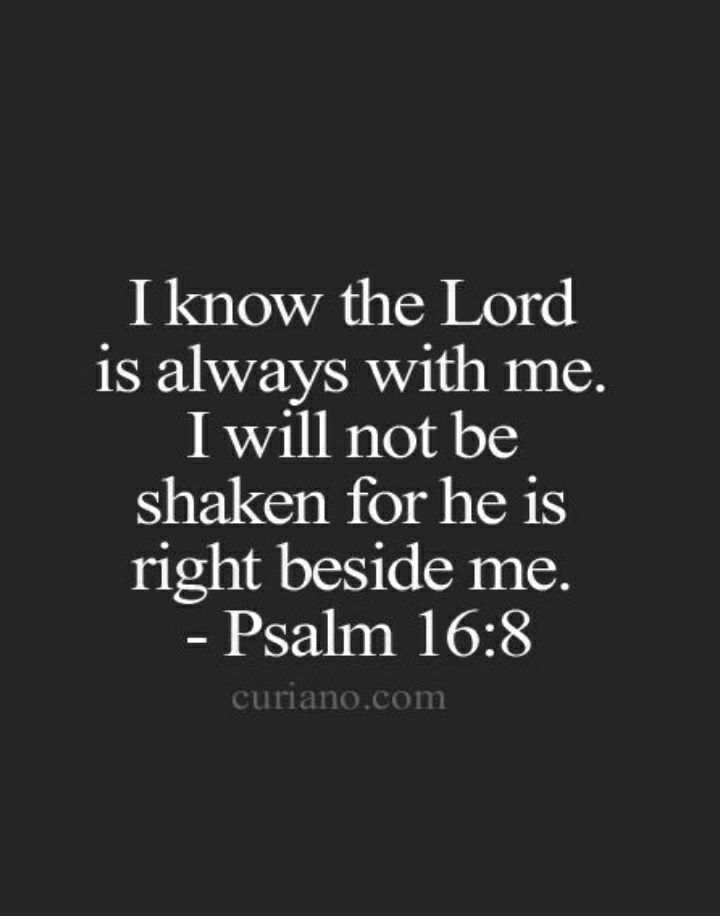 I know the Lord
is always with me.
I will not be
shaken for he is
right beside me.
- Psalm 16:8
curiano.com